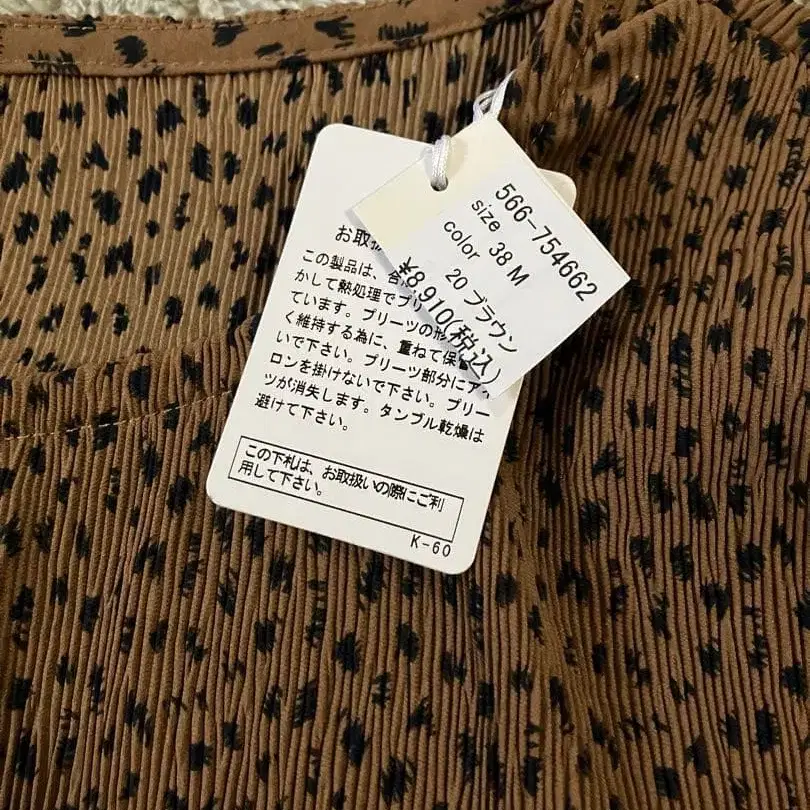 566-754662
size 38 M
color 20 ブラウン
¥8,910(税込)
お取扱
この製品は、
かして熱処理でプリ
ています。プリーツの形
く維持する為に、重ねて保
いで下さい。プリーツ部分にア
ロンを掛けないで下さい。プリー
ツが消失します。タンブル乾燥は
避けて下さい。
この下札は、お取扱いの際にご利
用して下さい。
K-60